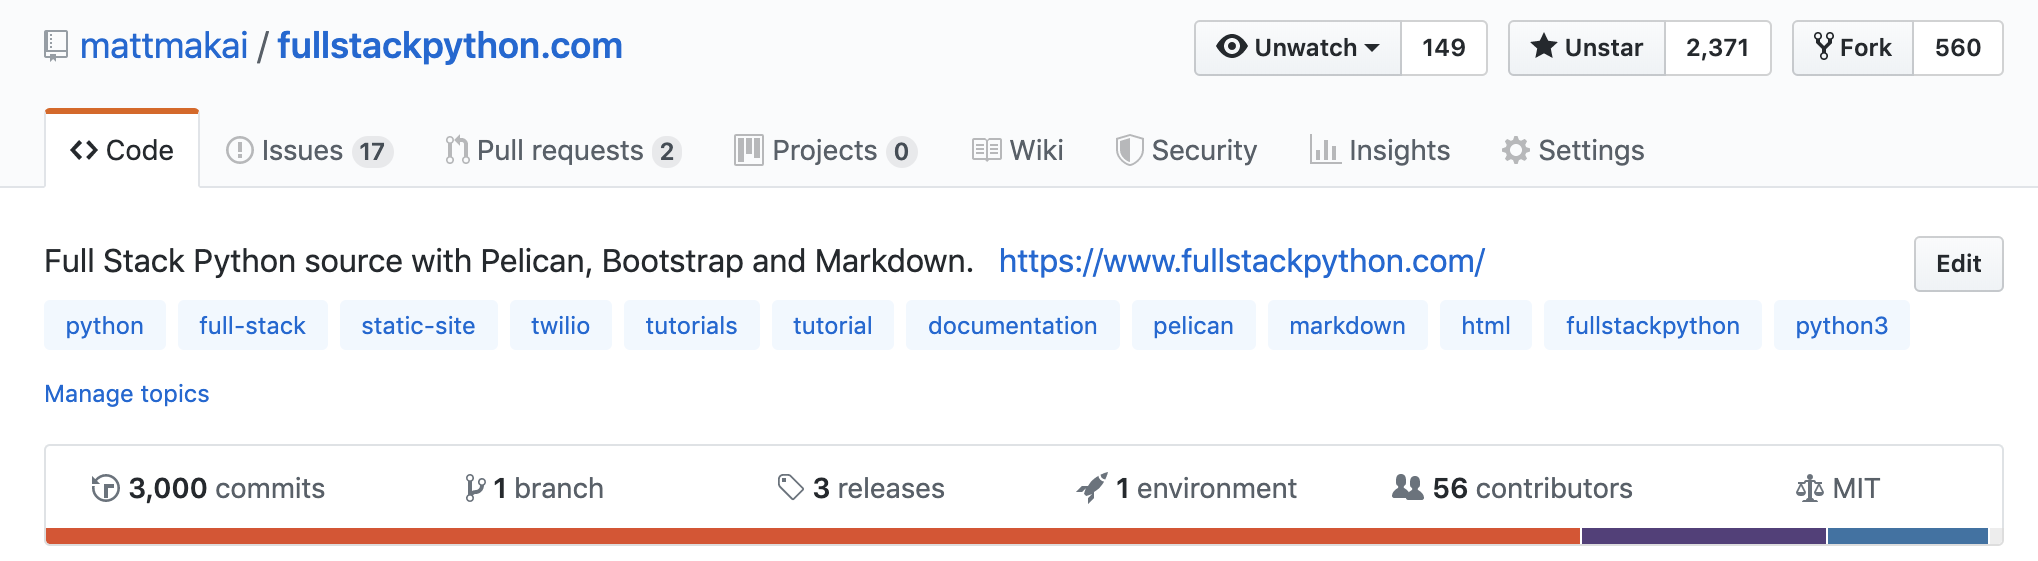 mattmakai / fullstackpython.com Unwatch 149 Unstar 2,371 Fork 560
Code Issues 17 Pull requests 2 Projects 0 Wiki Security Insights Settings
Full Stack Python source with Pelican, Bootstrap and Markdown. https://www.fullstackpython.com/ Edit
python full-stack static-site twilio tutorials tutorial documentation pelican markdown html fullstackpython python3
Manage topics
3,000 commits 1 branch 3 releases 1 environment 56 contributors MIT